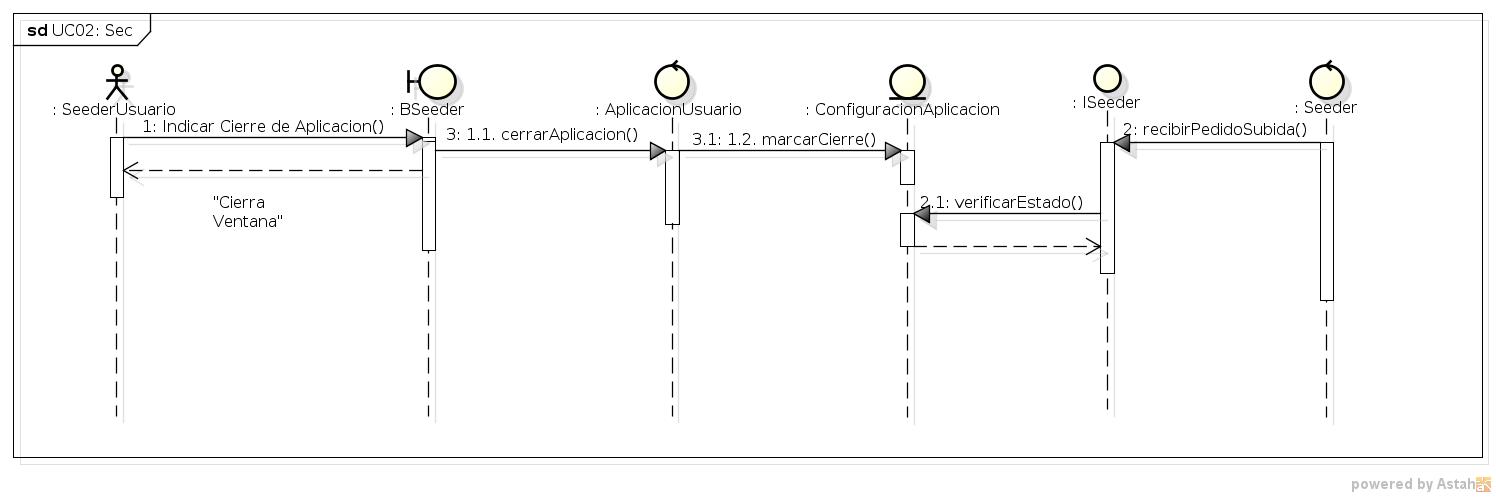 sd UC02: Sec
: SeederUsuario
: BSeeder
: AplicacionUsuario
: ConfiguracionAplicacion
: ISeeder
: Seeder
1: Indicar Cierre de Aplicacion()
3: 1.1. cerrarAplicacion()
3.1: 1.2. marcarCierre()
2: recibirPedidoSubida()
"Cierra
Ventana"
2.1: verificarEstado()
powered by Astah